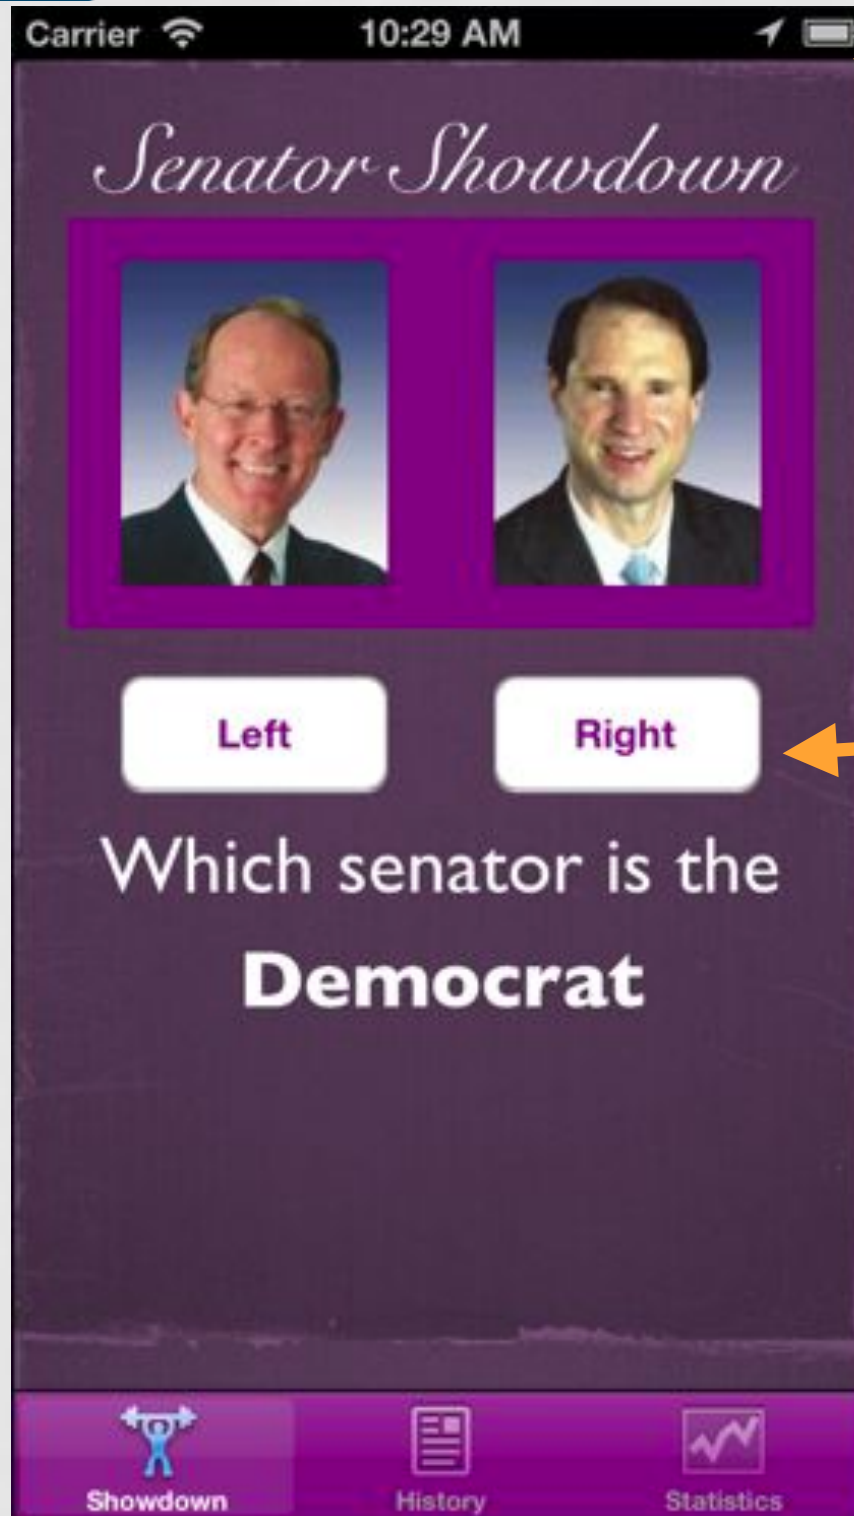 Carrier 10:29 AM
Senator Showdown
Left Right
Which senator is the
Democrat
Showdown History Statistics